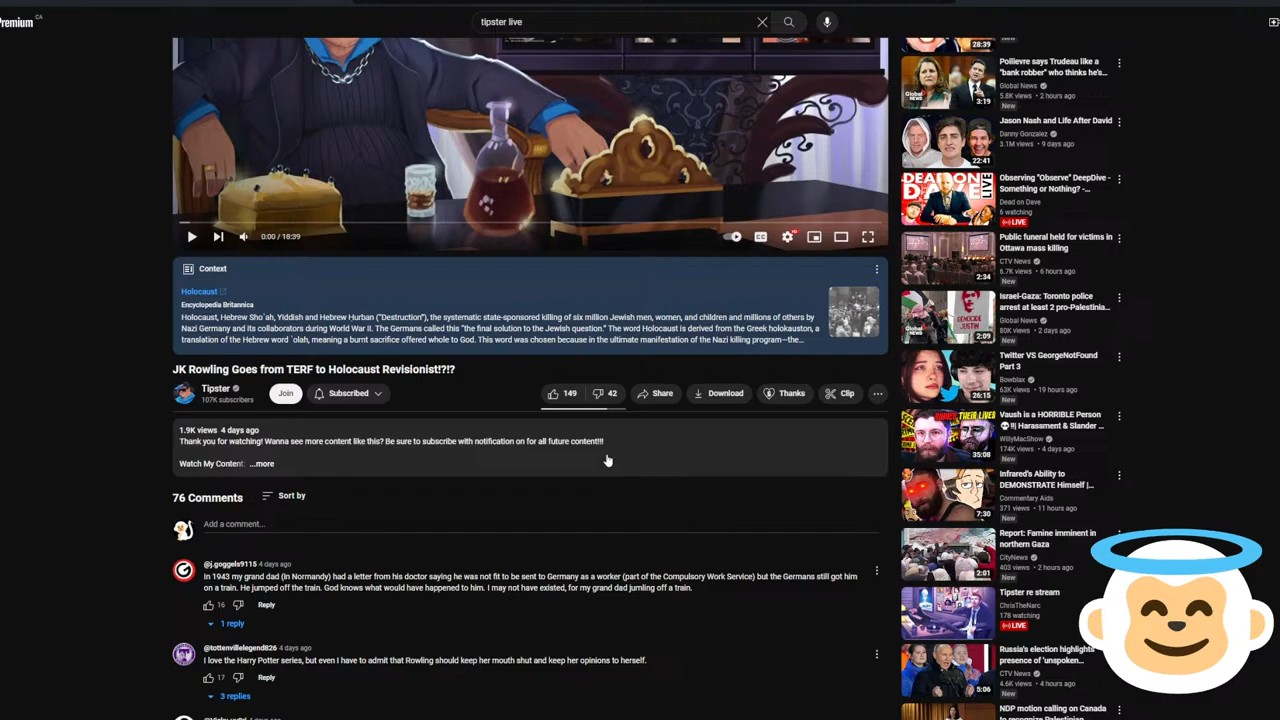 Premium CA
tipster live
0:00 / 18:39
CC
HD
Context
Holocaust
Encyclopedia Britannica
Holocaust, Hebrew Sho'ah, Yiddish and Hebrew Hurban ("Destruction"), the systematic state-sponsored killing of six million Jewish men, women, and children and millions of others by
Nazi Germany and its collaborators during World War II. The Germans called this "the final solution to the Jewish question." The word Holocaust is derived from the Greek holokauston, a
translation of the Hebrew word ʿolah, meaning a burnt sacrifice offered whole to God. This word was chosen because in the ultimate manifestation of the Nazi killing program—the...
JK Rowling Goes from TERF to Holocaust Revisionist!?!?
Tipster
107K subscribers
Join
Subscribed
149
42
Share
Download
Thanks
Clip
1.9K views 4 days ago
Thank you for watching! Wanna see more content like this? Be sure to subscribe with notification on for all future content!!!
Watch My Content: ...more
76 Comments
Sort by
Add a comment...
@j.goggels9115 4 days ago
In 1943 my grand dad (in Normandy) had a letter from his doctor saying he was not fit to be sent to Germany as a worker (part of the Compulsory Work Service) but the Germans still got him
on a train. He jumped off the train. God knows what would have happened to him. I may not have existed, for my grand dad jumling off a train.
16
Reply
1 reply
@tottenvillelegend826 4 days ago
I love the Harry Potter series, but even I have to admit that Rowling should keep her mouth shut and keep her opinions to herself.
17
Reply
3 replies
28:39
Now
Poilievre says Trudeau like a
"bank robber" who thinks he's...
Global News
5.8K views • 2 hours ago
New
Global
NEWS
3:19
Jason Nash and Life After David
Danny Gonzalez
3.1M views • 9 days ago
22:41
Observing "Observe" DeepDive -
Something or Nothing? -...
Dead on Dave
6 watching
LIVE
DEAD ON
DAVE
LIVE
Public funeral held for victims in
Ottawa mass killing
CTV News
6.7K views • 6 hours ago
New
2:34
Israel-Gaza: Toronto police
arrest at least 2 pro-Palestinia...
Global News
80K views • 2 days ago
New
GENOCIDE
JUSTIN
Global
NEWS
2:09
Twitter VS GeorgeNotFound
Part 3
Bowblax
63K views • 19 hours ago
New
26:15
Vaush is a HORRIBLE Person
| Harassment & Slander ...
WillyMacShow
174K views • 4 days ago
New
35:08
Infrared's Ability to
DEMONSTRATE Himself |...
Commentary Aids
371 views • 11 hours ago
New
7:30
Report: Famine imminent in
northern Gaza
CityNews
403 views • 2 hours ago
New
2:01
Tipster re stream
ChrisTheNarc
178 watching
LIVE
Russia's election highlights
presence of 'unspoken...
CTV News
4.6K views • 4 hours ago
New
5:06
NDP motion calling on Canada
to recognize Palestinian